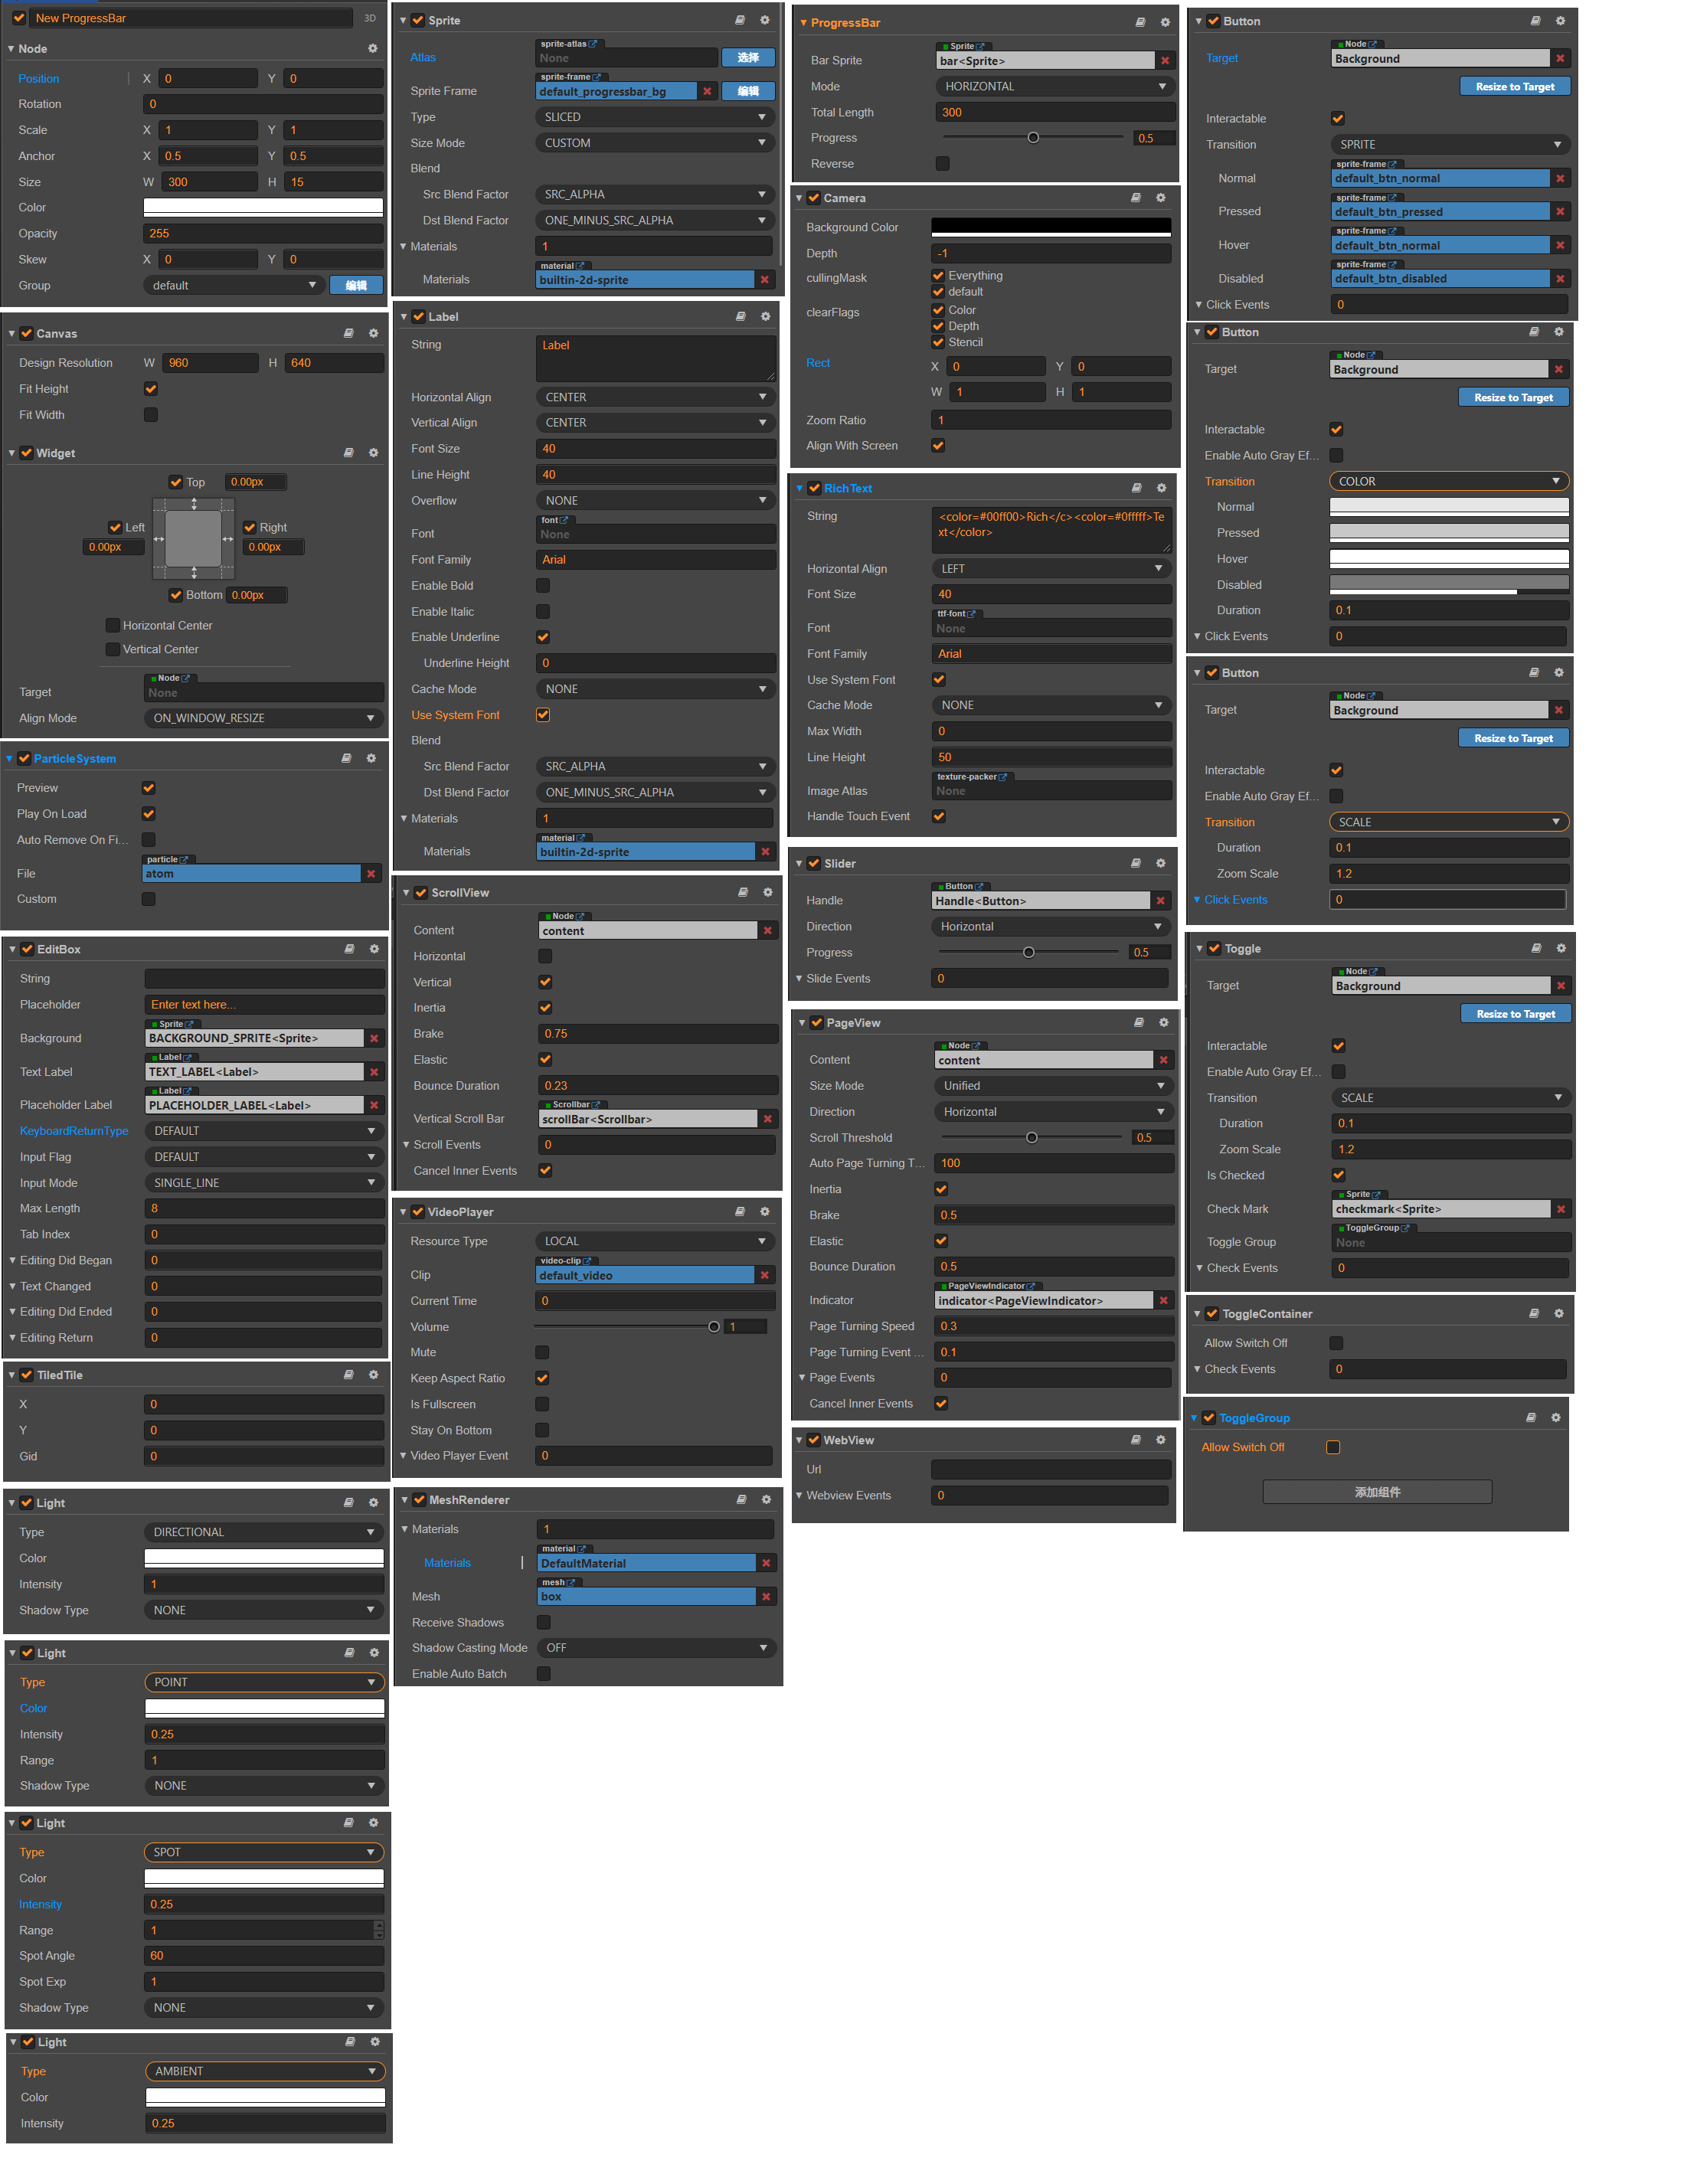 New ProgressBar 3D
Node
Position X 0 Y 0
Rotation 0
Scale X 1 Y 1
Anchor X 0.5 Y 0.5
Size W 300 H 15
Color
Opacity 255
Skew X 0 Y 0
Group default 编辑
Canvas
Design Resolution W 960 H 640
Fit Height
Fit Width
Widget
Top 0.00px
Left Right
0.00px 0.00px
Bottom 0.00px
Horizontal Center
Vertical Center
Node
Target None
Align Mode ON_WINDOW_RESIZE
ParticleSystem
Preview
Play On Load
Auto Remove On Fi...
particle
File atom
Custom
EditBox
String
Placeholder Enter text here...
Sprite
Background BACKGROUND_SPRITE<Sprite>
Label
Text Label TEXT_LABEL<Label>
Label
Placeholder Label PLACEHOLDER_LABEL<Label>
KeyboardReturnType DEFAULT
Input Flag DEFAULT
Input Mode SINGLE_LINE
Max Length 8
Tab Index 0
Editing Did Began 0
Text Changed 0
Editing Did Ended 0
Editing Return 0
TiledTile
X 0
Y 0
Gid 0
Light
Type DIRECTIONAL
Color
Intensity 1
Shadow Type NONE
Light
Type POINT
Color
Intensity 0.25
Range 1
Shadow Type NONE
Light
Type SPOT
Color
Intensity 0.25
Range 1
Spot Angle 60
Spot Exp 1
Shadow Type NONE
Light
Type AMBIENT
Color
Intensity 0.25
Sprite
sprite-atlas
Atlas None 选择
sprite-frame
Sprite Frame default_progressbar_bg 编辑
Type SLICED
Size Mode CUSTOM
Blend
Src Blend Factor SRC_ALPHA
Dst Blend Factor ONE_MINUS_SRC_ALPHA
Materials 1
material
Materials builtin-2d-sprite
Label
String Label
Horizontal Align CENTER
Vertical Align CENTER
Font Size 40
Line Height 40
Overflow NONE
font
Font None
Font Family Arial
Enable Bold
Enable Italic
Enable Underline
Underline Height 0
Cache Mode NONE
Use System Font
Blend
Src Blend Factor SRC_ALPHA
Dst Blend Factor ONE_MINUS_SRC_ALPHA
Materials 1
material
Materials builtin-2d-sprite
ScrollView
Node
Content content
Horizontal
Vertical
Inertia
Brake 0.75
Elastic
Bounce Duration 0.23
Scrollbar
Vertical Scroll Bar scrollBar<Scrollbar>
Scroll Events 0
Cancel Inner Events
VideoPlayer
Resource Type LOCAL
video-clip
Clip default_video
Current Time 0
Volume 1
Mute
Keep Aspect Ratio
Is Fullscreen
Stay On Bottom
Video Player Event 0
MeshRenderer
Materials 1
material
Materials DefaultMaterial
mesh
Mesh box
Receive Shadows
Shadow Casting Mode OFF
Enable Auto Batch
ProgressBar
Sprite
Bar Sprite bar<Sprite>
Mode HORIZONTAL
Total Length 300
Progress 0.5
Reverse
Camera
Background Color
Depth -1
cullingMask Everything
default
clearFlags Color
Depth
Stencil
Rect X 0 Y 0
W 1 H 1
Zoom Ratio 1
Align With Screen
RichText
String <color=#00ff00>Rich</c><color=#0fffff>Te
xt</color>
Horizontal Align LEFT
Font Size 40
ttf-font
Font None
Font Family Arial
Use System Font
Cache Mode NONE
Max Width 0
Line Height 50
texture-packer
Image Atlas None
Handle Touch Event
Slider
Button
Handle Handle<Button>
Direction Horizontal
Progress 0.5
Slide Events 0
PageView
Node
Content content
Size Mode Unified
Direction Horizontal
Scroll Threshold 0.5
Auto Page Turning T... 100
Inertia
Brake 0.5
Elastic
Bounce Duration 0.5
PageViewIndicator
Indicator indicator<PageViewIndicator>
Page Turning Speed 0.3
Page Turning Event ... 0.1
Page Events 0
Cancel Inner Events
WebView
Url
Webview Events 0
Button
Node
Target Background
Resize to Target
Interactable
Transition SPRITE
sprite-frame
Normal default_btn_normal
sprite-frame
Pressed default_btn_pressed
sprite-frame
Hover default_btn_normal
sprite-frame
Disabled default_btn_disabled
Click Events 0
Button
Node
Target Background
Resize to Target
Interactable
Enable Auto Gray Ef...
Transition COLOR
Normal
Pressed
Hover
Disabled
Duration 0.1
Click Events 0
Button
Node
Target Background
Resize to Target
Interactable
Enable Auto Gray Ef...
Transition SCALE
Duration 0.1
Zoom Scale 1.2
Click Events 0
Toggle
Node
Target Background
Resize to Target
Interactable
Enable Auto Gray Ef...
Transition SCALE
Duration 0.1
Zoom Scale 1.2
Is Checked
Sprite
Check Mark checkmark<Sprite>
ToggleGroup
Toggle Group None
Check Events 0
ToggleContainer
Allow Switch Off
Check Events 0
ToggleGroup
Allow Switch Off
添加组件